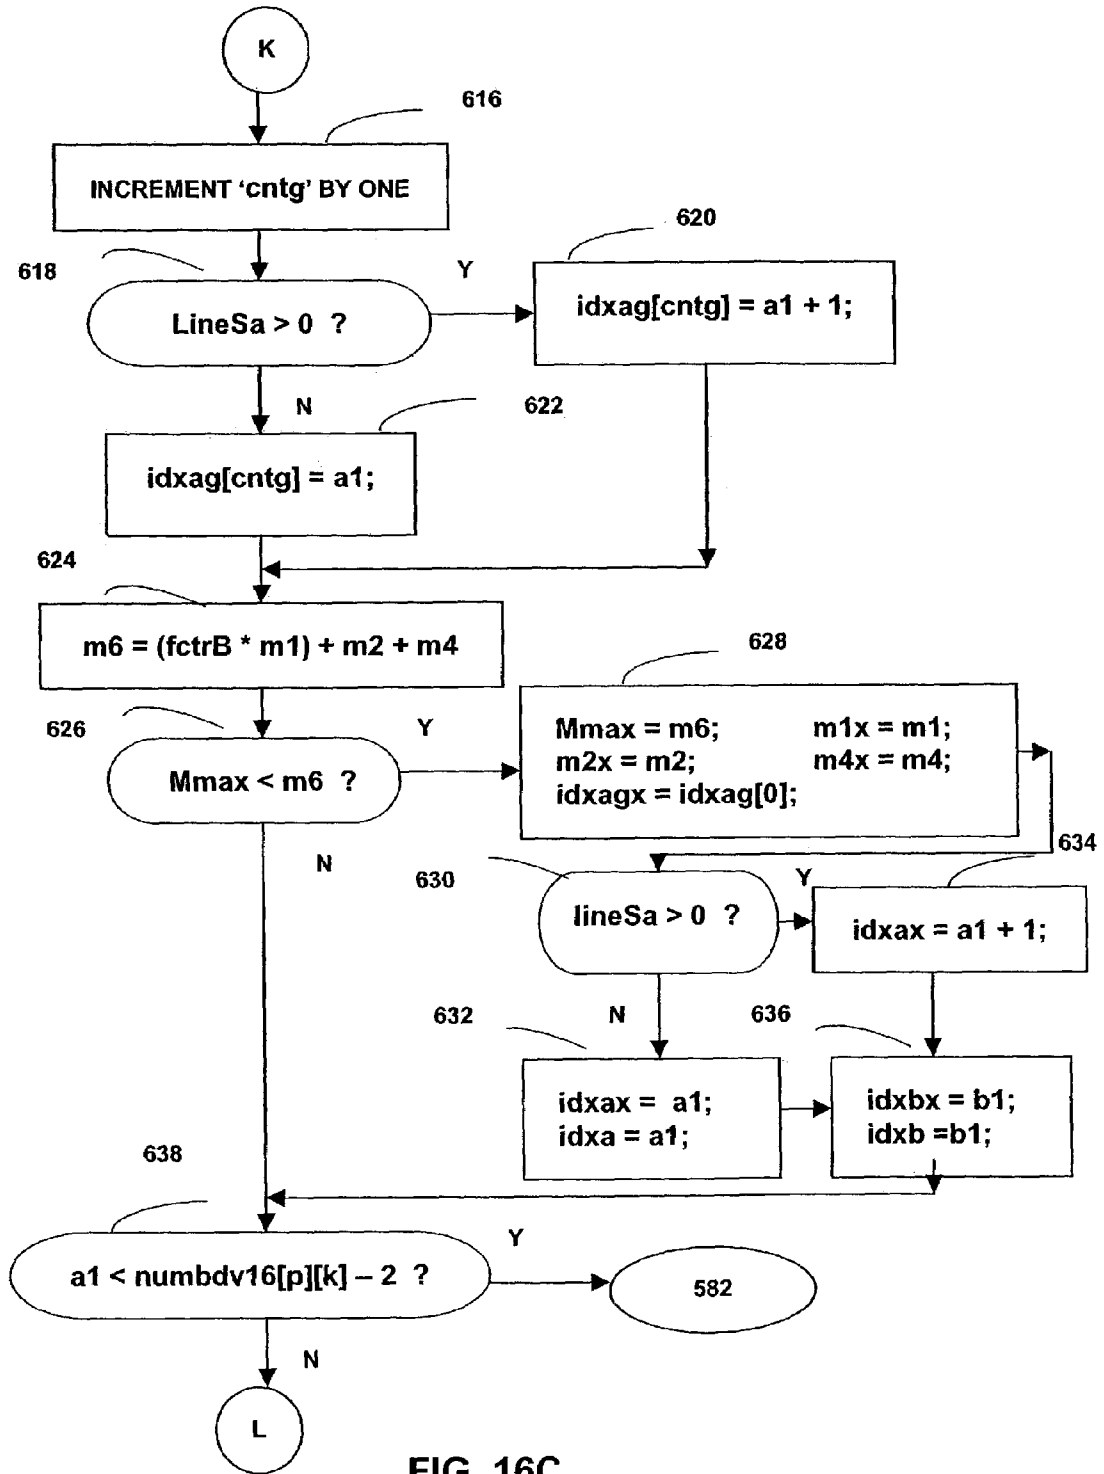 K
616
INCREMENT 'cntg' BY ONE
620
618
Y
idxag[cntg] = a1 + 1;
LineSa > 0 ?
N
622
idxag[cntg] = a1;
624
m6 = (fctrB * m1) + m2 + m4
628
626
Y
Mmax = m6; m1x = m1;
m2x = m2; m4x = m4;
idxagx = idxag[0];
Mmax < m6 ?
N
634
630
Y
lineSa > 0 ?
idxax = a1 + 1;
632
N
636
idxax = a1;
idxa = a1;
idxbx = b1;
idxb =b1;
638
Y
a1 < numbdv16[p][k] – 2 ?
582
N
L
FIG. 16C